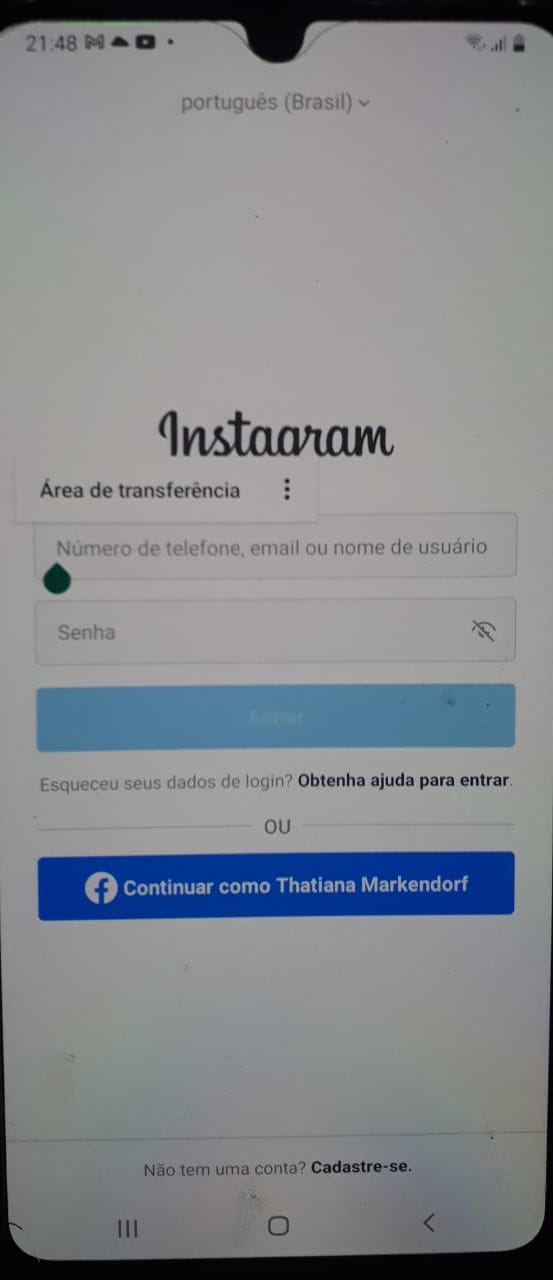 21:48
português (Brasil)
Instagram
Área de transferência
Número de telefone, email ou nome de usuário
Senha
Entrar
Esqueceu seus dados de login? Obtenha ajuda para entrar.
OU
Continuar como Thatiana Markendorf
Não tem uma conta? Cadastre-se.